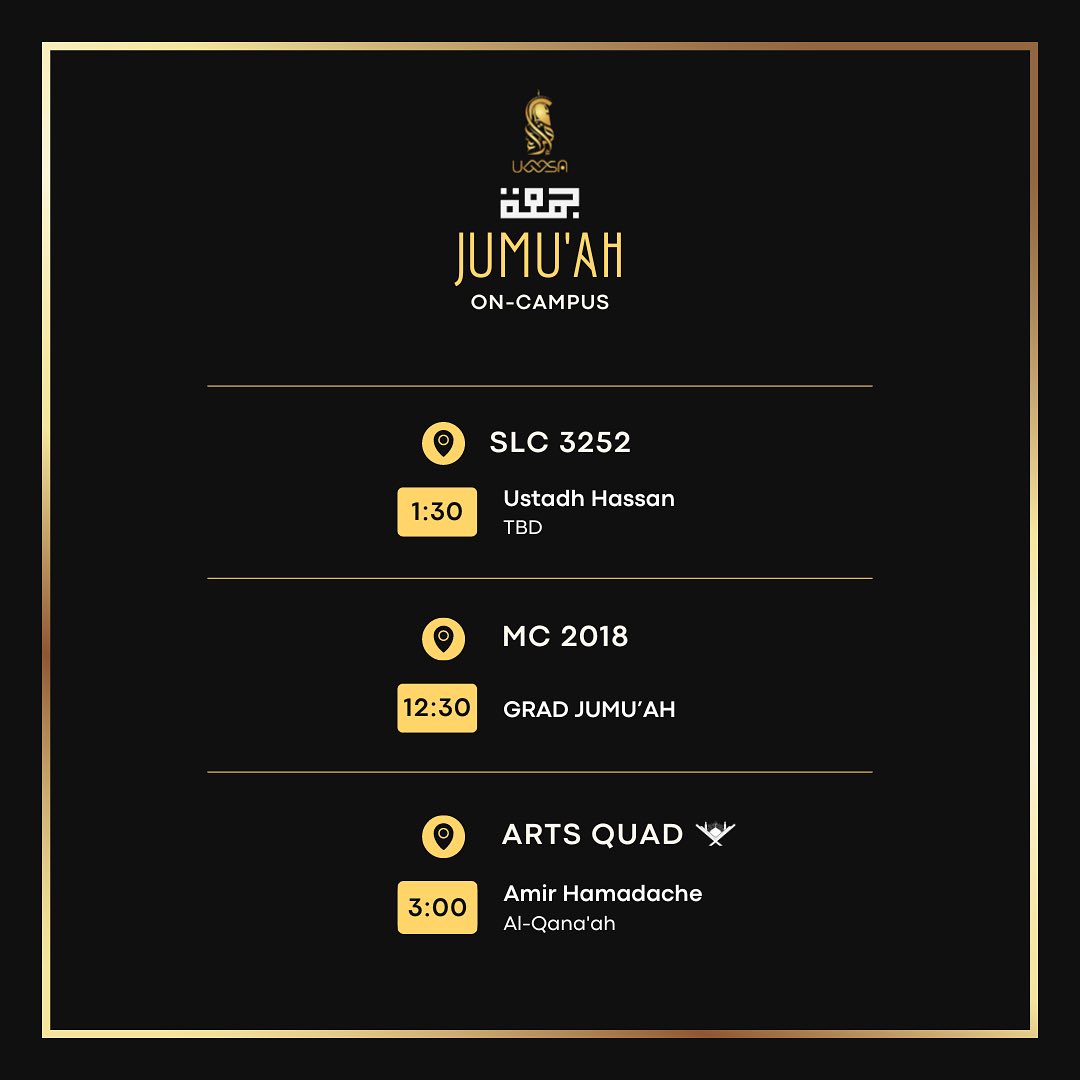 جمعة
JUMU'AH
ON-CAMPUS
SLC 3252
1:30
Ustadh Hassan
TBD
MC 2018
12:30
GRAD JUMU’AH
ARTS QUAD
3:00
Amir Hamadache
Al-Qana'ah